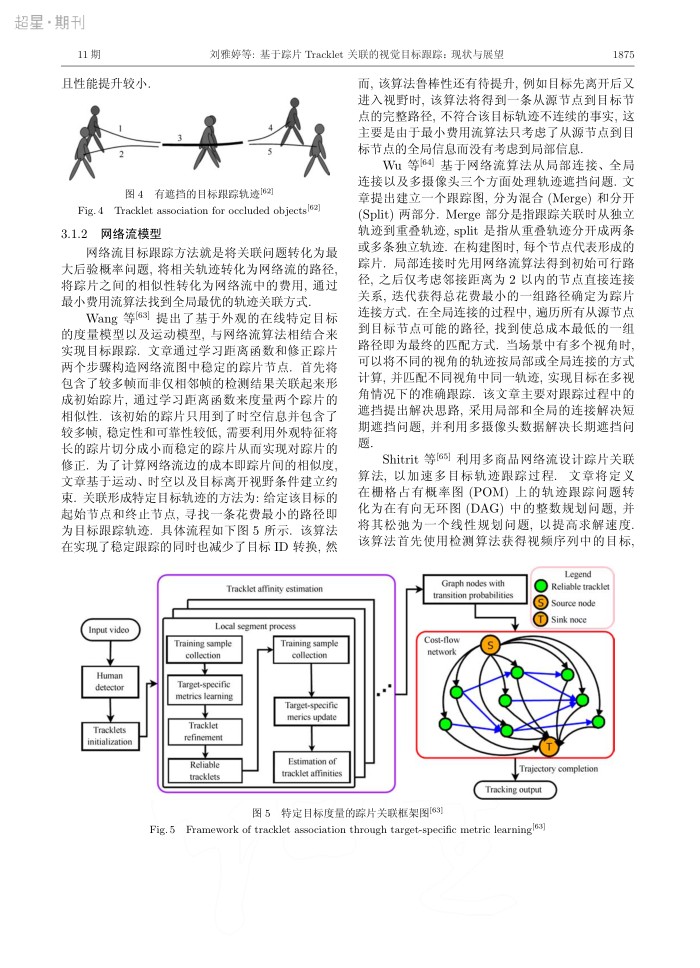 超星·期刊
11 期
刘雅婷等: 基于踪片 Tracklet 关联的视觉目标跟踪: 现状与展望
1875
且性能提升较小.
1
2
3
4
5
图 4 有遮挡的目标跟踪轨迹[62]
Fig. 4 Tracklet association for occluded objects[62]
3.1.2 网络流模型
网络流目标跟踪方法就是将关联问题转化为最
大后验概率问题, 将相关轨迹转化为网络流的路径,
将踪片之间的相似性转化为网络流中的费用, 通过
最小费用流算法找到全局最优的轨迹关联方式.
Wang 等[63] 提出了基于外观的在线特定目标
的度量模型以及运动模型, 与网络流算法相结合来
实现目标跟踪. 文章通过学习距离函数和修正踪片
两个步骤构造网络流图中稳定的踪片节点. 首先将
包含了较多帧而非仅相邻帧的检测结果关联起来形
成初始踪片, 通过学习距离函数来度量两个踪片的
相似性. 该初始的踪片只用到了时空信息并包含了
较多帧, 稳定性和可靠性较低, 需要利用外观特征将
长的踪片切分成小而稳定的踪片从而实现对踪片的
修正. 为了计算网络流边的成本即踪片间的相似度,
文章基于运动、时空以及目标离开视野条件建立约
束. 关联形成特定目标轨迹的方法为: 给定该目标的
起始节点和终止节点, 寻找一条花费最小的路径即
为目标跟踪轨迹. 具体流程如下图 5 所示. 该算法
在实现了稳定跟踪的同时也减少了目标 ID 转换, 然
而, 该算法鲁棒性还有待提升, 例如目标先离开后又
进入视野时, 该算法将得到一条从源节点到目标节
点的完整路径, 不符合该目标轨迹不连续的事实, 这
主要是由于最小费用流算法只考虑了从源节点到目
标节点的全局信息而没有考虑到局部信息.
Wu 等[64] 基于网络流算法从局部连接、全局
连接以及多摄像头三个方面处理轨迹遮挡问题. 文
章提出建立一个跟踪图, 分为混合 (Merge) 和分开
(Split) 两部分. Merge 部分是指跟踪关联时从独立
轨迹到重叠轨迹, split 是指从重叠轨迹分开成两条
或多条独立轨迹. 在构建图时, 每个节点代表形成的
踪片. 局部连接时先用网络流算法得到初始可行路
径, 之后仅考虑邻接距离为 2 以内的节点直接连接
关系, 迭代获得总花费最小的一组路径确定为踪片
连接方式. 在全局连接的过程中, 遍历所有从源节点
到目标节点可能的路径, 找到使总成本最低的一组
路径即为最终的匹配方式. 当场景中有多个视角时,
可以将不同的视角的轨迹按局部或全局连接的方式
计算, 并匹配不同视角中同一轨迹, 实现目标在多视
角情况下的准确跟踪. 该文章主要对跟踪过程中的
遮挡提出解决思路, 采用局部和全局的连接解决短
期遮挡问题, 并利用多摄像头数据解决长期遮挡问
题.
Shitrit 等[65] 利用多商品网络流设计踪片关联
算法, 以加速多目标轨迹跟踪过程. 文章将定义
在栅格占有概率图 (POM) 上的轨迹跟踪问题转
化为在有向无环图 (DAG) 中的整数规划问题, 并
将其松弛为一个线性规划问题, 以提高求解速度.
该算法首先使用检测算法获得视频序列中的目标,
Input video
Human
detector
Tracklets
initialization
Tracklet affinity estimation
Local segment process
Training sample
collection
Target-specific
metrics learning
Tracklet
refinement
Reliable
tracklets
Training sample
collection
Target-specific
merics update
Estimation of
tracklet affinities
Graph nodes with
transition probabilities
Legend
Reliable tracklet
S Source node
T Sink noce
Cost-flow
network
S
T
Trajectory completion
Tracking output
图 5 特定目标度量的踪片关联框架图[63]
Fig. 5 Framework of tracklet association through target-specific metric learning[63]